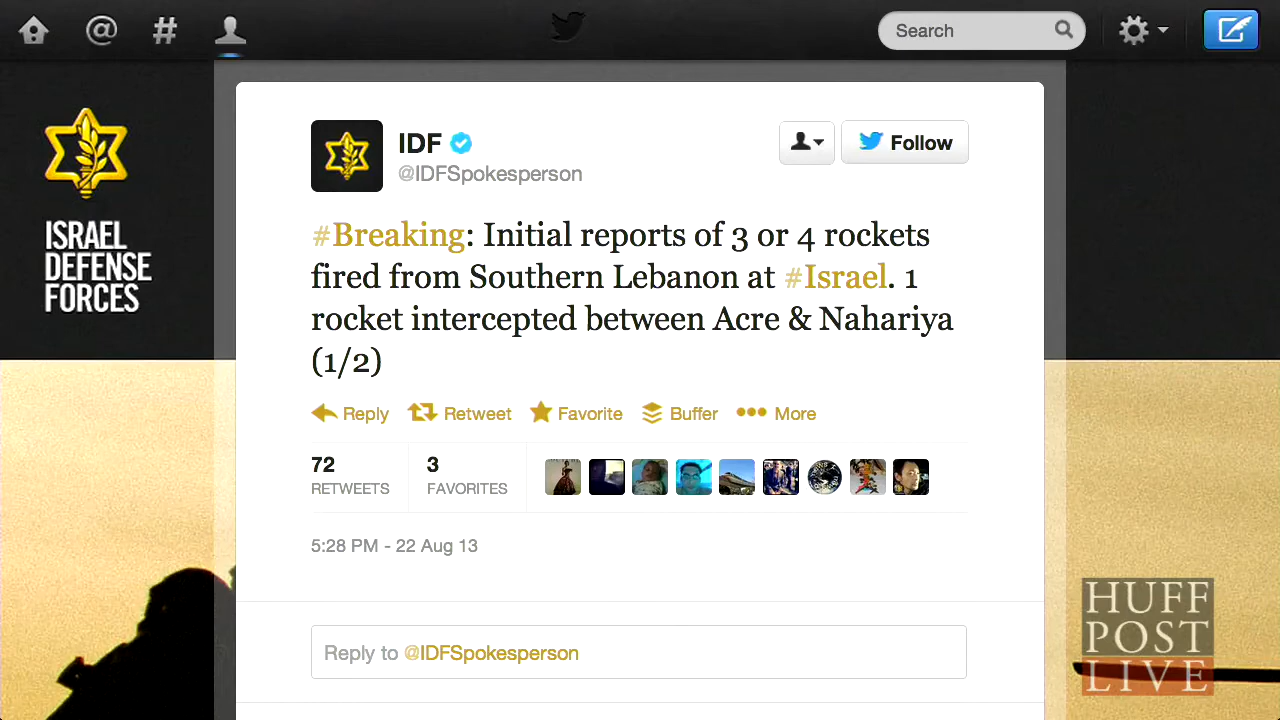 Search
ISRAEL
DEFENSE
FORCES
IDF
@IDFSpokesperson
Follow
#Breaking: Initial reports of 3 or 4 rockets
fired from Southern Lebanon at #Israel. 1
rocket intercepted between Acre & Nahariya
(1/2)
Reply Retweet Favorite Buffer More
72 3
RETWEETS FAVORITES
5:28 PM - 22 Aug 13
Reply to @IDFSpokesperson
HUFF
POST
LIVE